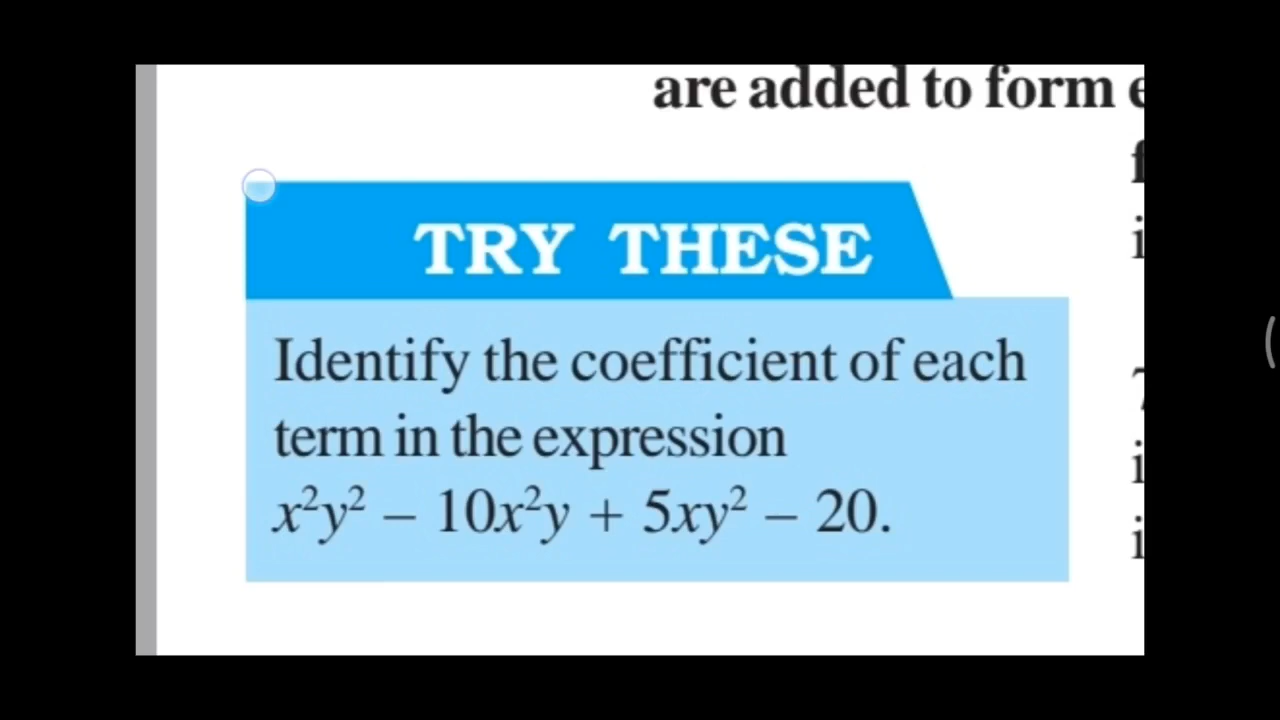 are added to form
TRY THESE
Identify the coefficient of each
term in the expression
x²y² – 10x²y + 5xy² – 20.